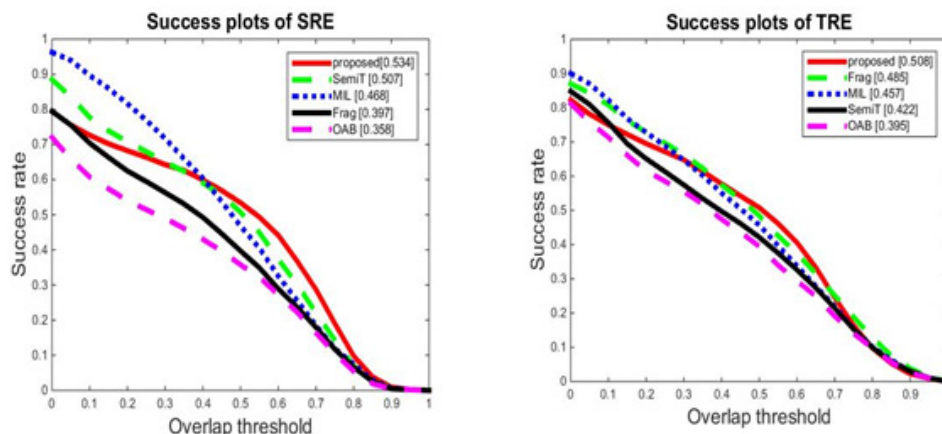 Success plots of SRE
1
0.9
0.8
0.7
0.6
0.5
0.4
0.3
0.2
0.1
0
Success rate
proposed[0.534]
SemiT [0.507]
MIL [0.468]
Frag [0.397]
OAB [0.358]
0 0.1 0.2 0.3 0.4 0.5 0.6 0.7 0.8 0.9 1
Overlap threshold
Success plots of TRE
1
0.9
0.8
0.7
0.6
0.5
0.4
0.3
0.2
0.1
0
Success rate
proposed [0.508]
Frag [0.485]
MIL [0.457]
SemiT [0.422]
OAB [0.395]
0 0.1 0.2 0.3 0.4 0.5 0.6 0.7 0.8 0.9
Overlap threshold